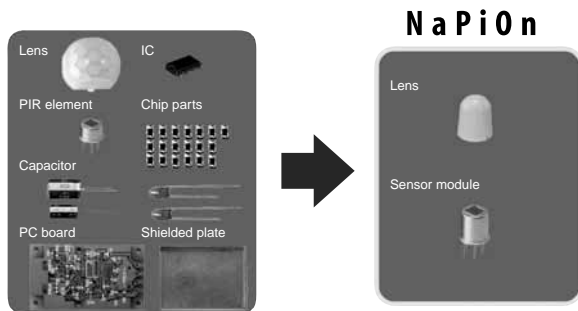 NaPiOn
Lens
IC
PIR element
Chip parts
Capacitor
PC board
Shielded plate
Lens
Sensor module